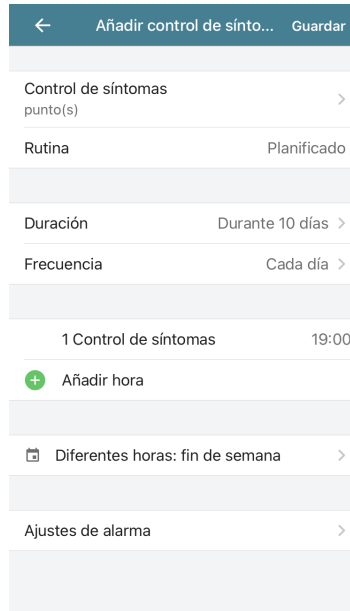 Añadir control de sínto... Guardar
Control de síntomas
punto(s)
Rutina Planificado
Duración Durante 10 días
Frecuencia Cada día
1 Control de síntomas 19:00
Añadir hora
Diferentes horas: fin de semana
Ajustes de alarma